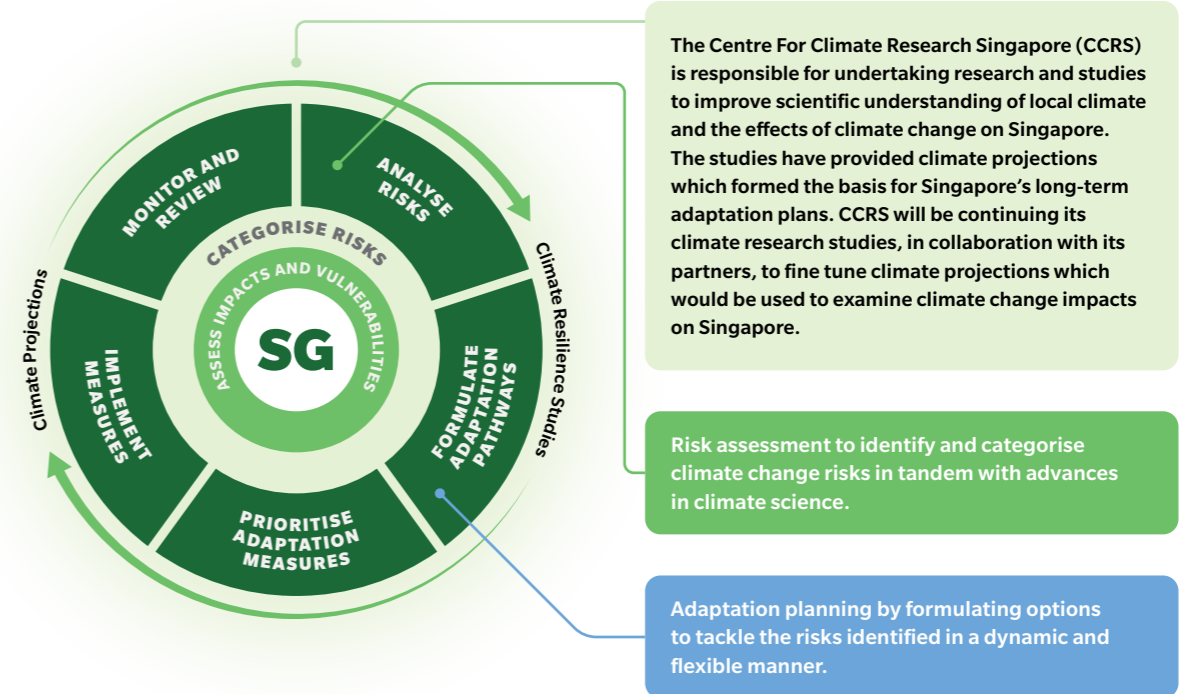 MONITOR AND
REVIEW
ANALYSE
RISKS
FORMULATE
ADAPTATION
PATHWAYS
PRIORITISE
ADAPTATION
MEASURES
IMPLEMENT
MEASURES
CATEGORISE RISKS
ASSESS IMPACTS AND VULNERABILITIES
SG
Climate Projections
Climate Resilience Studies
The Centre For Climate Research Singapore (CCRS)
is responsible for undertaking research and studies
to improve scientific understanding of local climate
and the effects of climate change on Singapore.
The studies have provided climate projections
which formed the basis for Singapore’s long-term
adaptation plans. CCRS will be continuing its
climate research studies, in collaboration with its
partners, to fine tune climate projections which
would be used to examine climate change impacts
on Singapore.
Risk assessment to identify and categorise
climate change risks in tandem with advances
in climate science.
Adaptation planning by formulating options
to tackle the risks identified in a dynamic and
flexible manner.